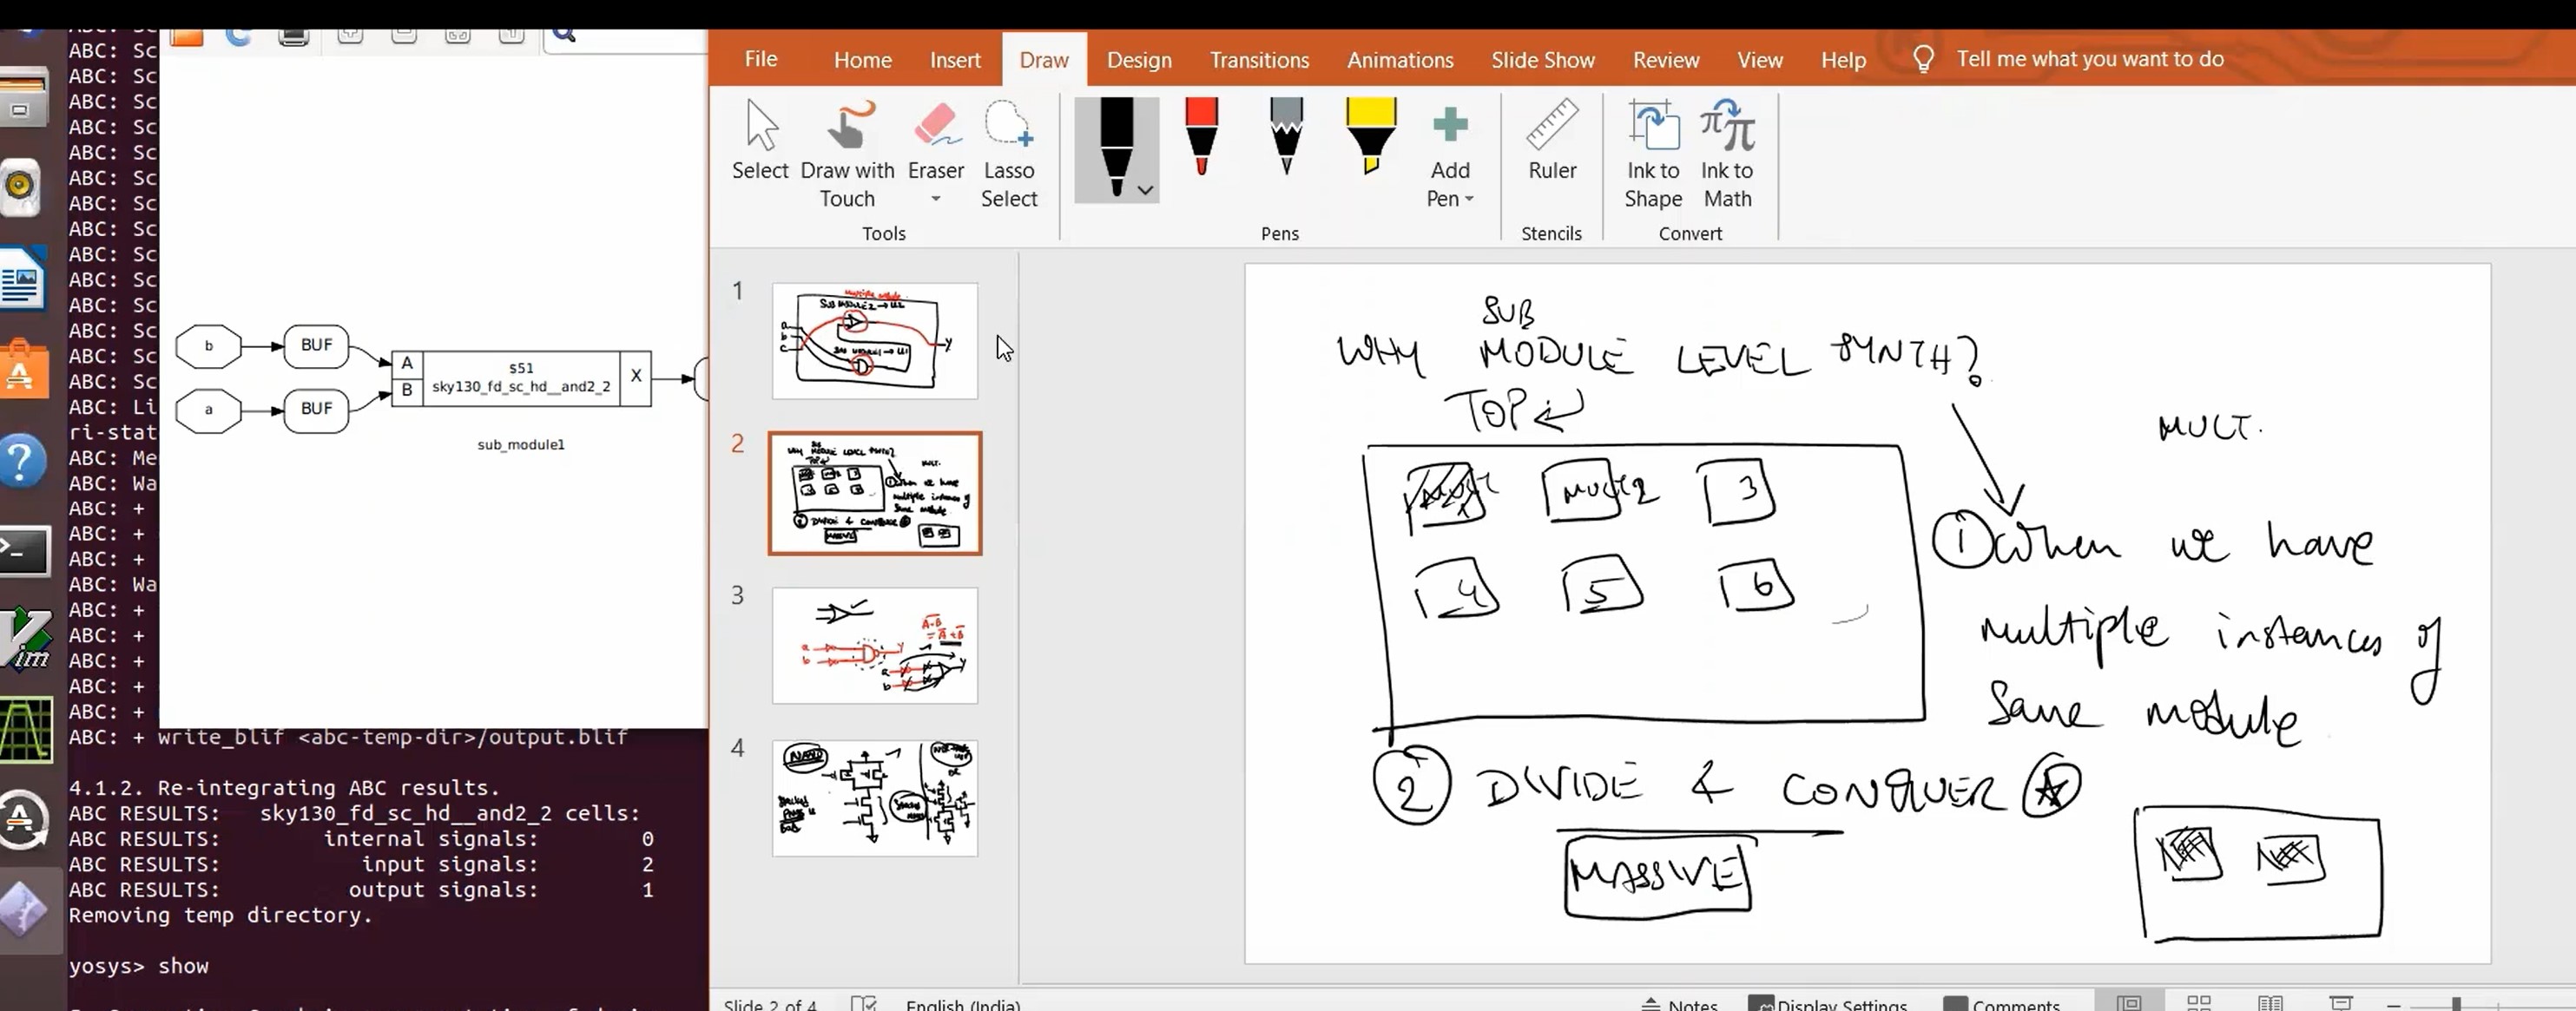 ABC: Sc
ABC: Sc
ABC: Sc
ABC: Sc
ABC: Sc
ABC: Sc
ABC: Sc
ABC: Sc
ABC: Sc
ABC: Sc
ABC: Sc
ABC: Sc
ABC: Sc
ABC: Sc
ABC: Li
ri-stat
ABC: Me
ABC: Wa
ABC: +
ABC: +
ABC: +
ABC: Wa
ABC: +
ABC: +
ABC: +
ABC: +
ABC: +
ABC: + write_blif <abc-temp-dir>/output.blif
4.1.2. Re-integrating ABC results.
ABC RESULTS: sky130_fd_sc_hd__and2_2 cells:
ABC RESULTS: internal signals: 0
ABC RESULTS: input signals: 2
ABC RESULTS: output signals: 1
Removing temp directory.
yosys> show
b BUF
a BUF
A
B
$51
sky130_fd_sc_hd__and2_2
X
sub_module1
File Home Insert Draw Design Transitions Animations Slide Show Review View Help Tell me what you want to do
Select
Draw with Touch
Eraser
Lasso Select
Tools
Add Pen
Pens
Ruler
Stencils
Ink to Shape
Ink to Math
Convert
1
2
3
4
SUB
WHY MODULE LEVEL SYNTH?
TOP
MULT.
MULT2 3
4 5 6
1 When we have
multiple instances of
Same module
2 DIVIDE & CONQUER
MASSIVE
Slide 2 of 4 English (India) Notes Display Settings Comments